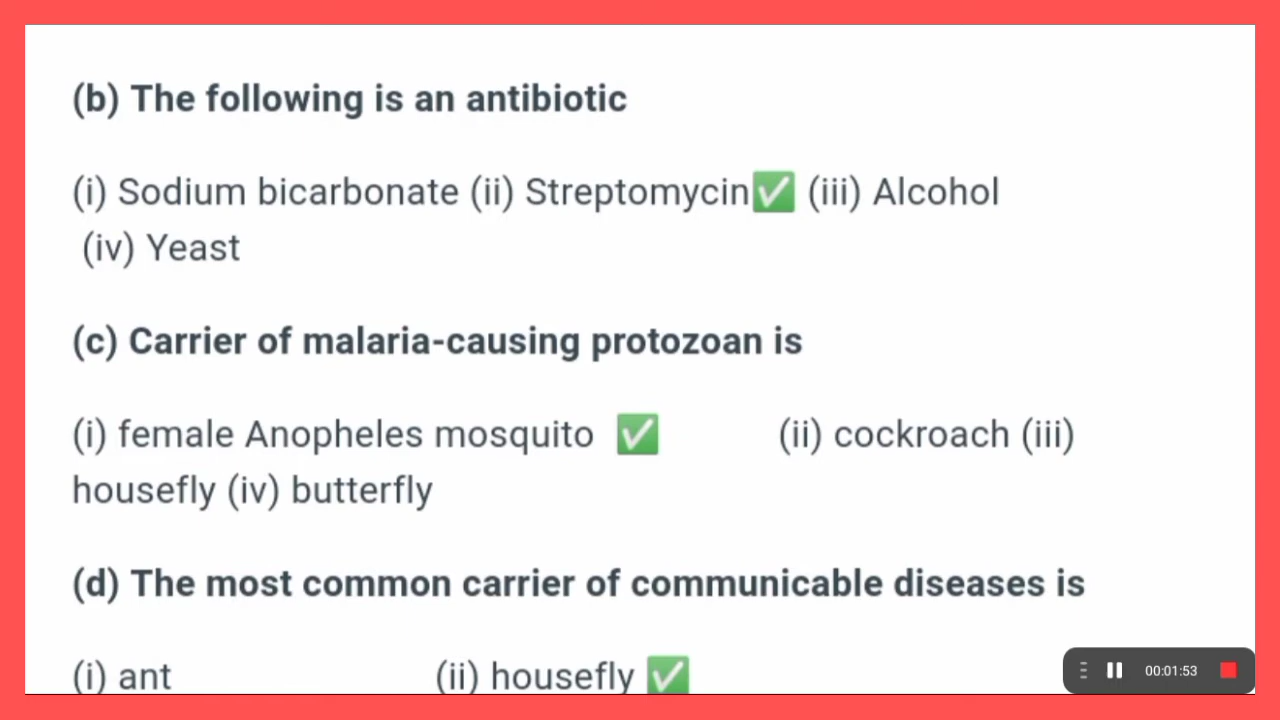 (b) The following is an antibiotic
(i) Sodium bicarbonate (ii) Streptomycin✅ (iii) Alcohol
(iv) Yeast
(c) Carrier of malaria-causing protozoan is
(i) female Anopheles mosquito ✅ (ii) cockroach (iii)
housefly (iv) butterfly
(d) The most common carrier of communicable diseases is
(i) ant (ii) housefly ✅
00:01:53